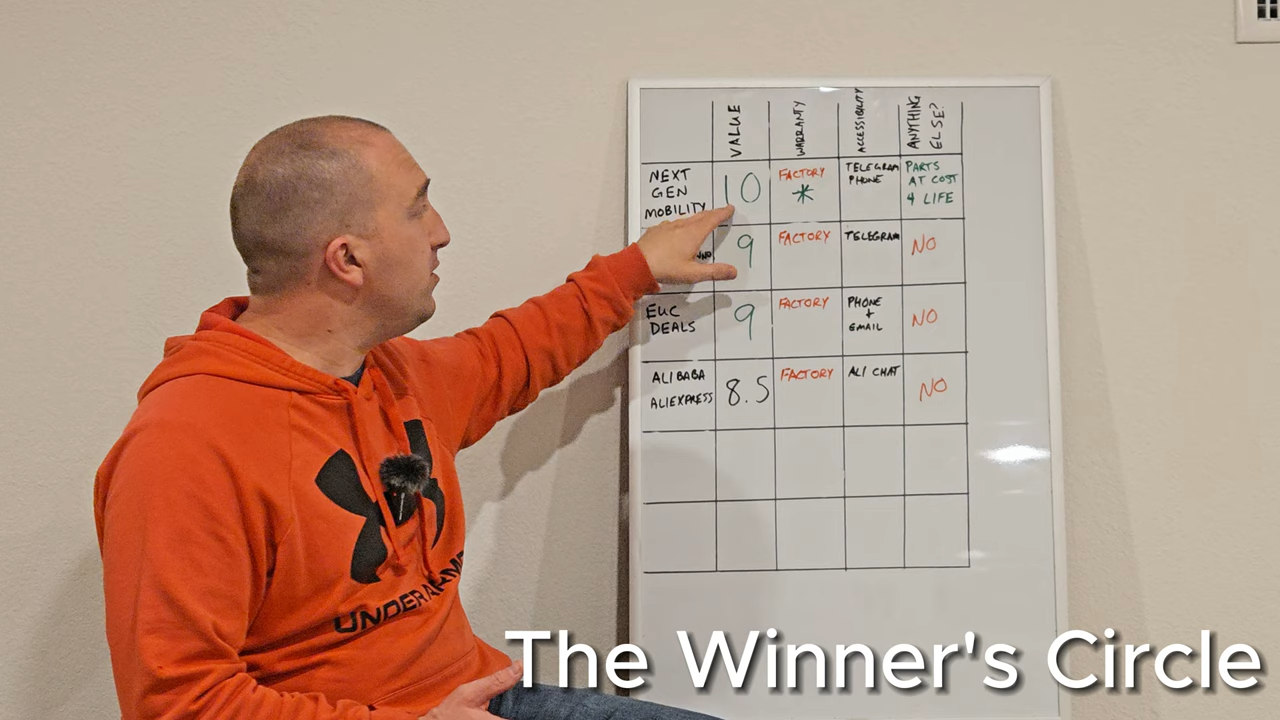 VALUE
WARRANTY
ACCESSIBILITY
ANYTHING
ELSE?
NEXT
GEN
MOBILITY
10
FACTORY
*
TELEGRAM
PHONE
PARTS
AT COST
4 LIFE
9
FACTORY
TELEGRAM
NO
EUC
DEALS
9
FACTORY
PHONE
+
EMAIL
NO
ALIBABA
ALIEXPRESS
8.5
FACTORY
ALI CHAT
NO
UNDER ARM
The Winner's Circle